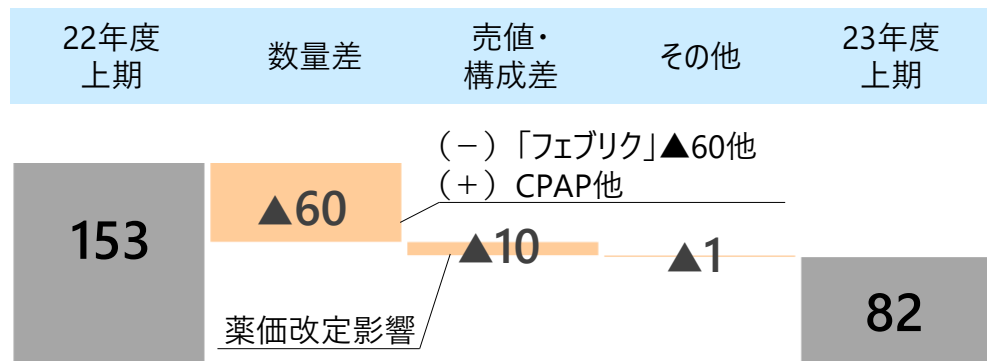 22年度
上期
数量差
売値・
構成差
その他
23年度
上期
（－）「フェブリク」▲60他
（＋）CPAP他
153
▲60
▲10
▲1
82
薬価改定影響